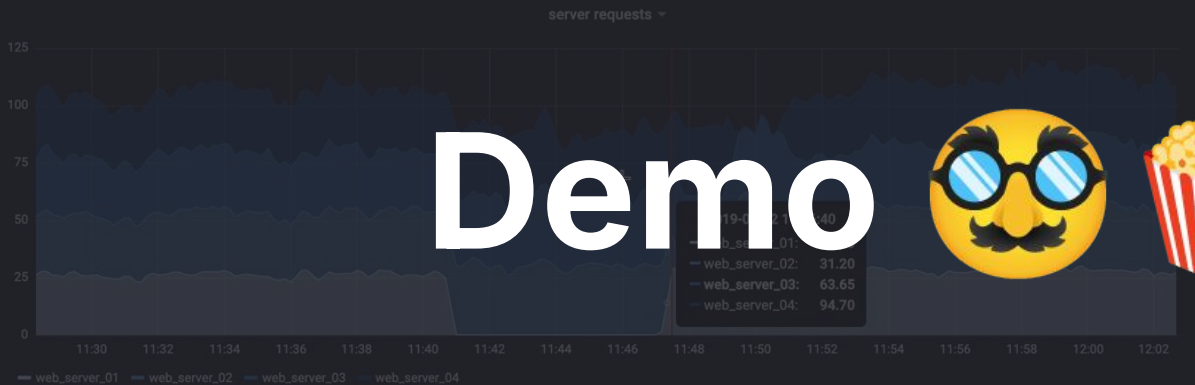 server requests
125
100
75
50
25
0
Demo
web_server_02: 31.20
web_server_03: 63.65
web_server_04: 94.70
11:30 11:32 11:34 11:36 11:38 11:40 11:42 11:44 11:46 11:48 11:50 11:52 11:54 11:56 11:58 12:00 12:02
web_server_01 web_server_02 web_server_03 web_server_04